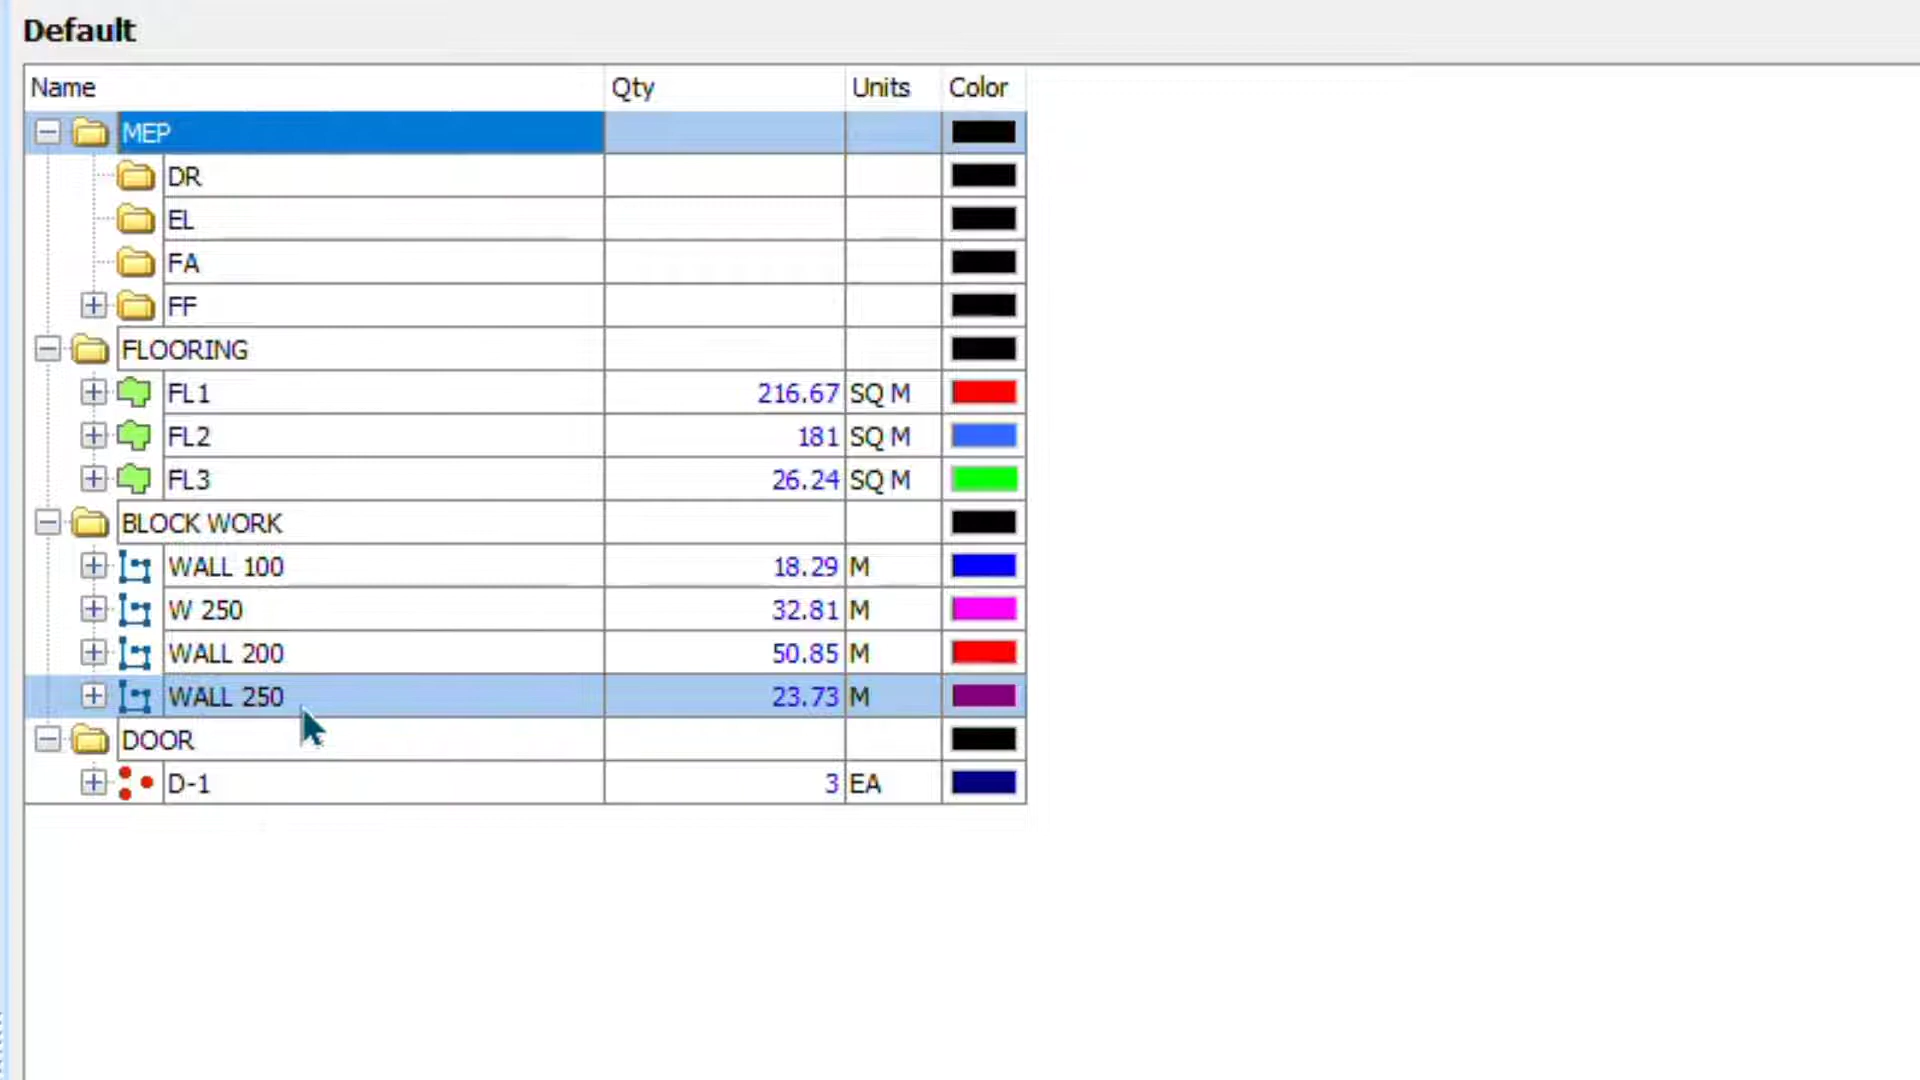 Default
Name Qty Units Color
MEP
DR
EL
FA
FF
FLOORING
FL1 216.67 SQ M
FL2 181 SQ M
FL3 26.24 SQ M
BLOCK WORK
WALL 100 18.29 M
W 250 32.81 M
WALL 200 50.85 M
WALL 250 23.73 M
DOOR
D-1 3 EA